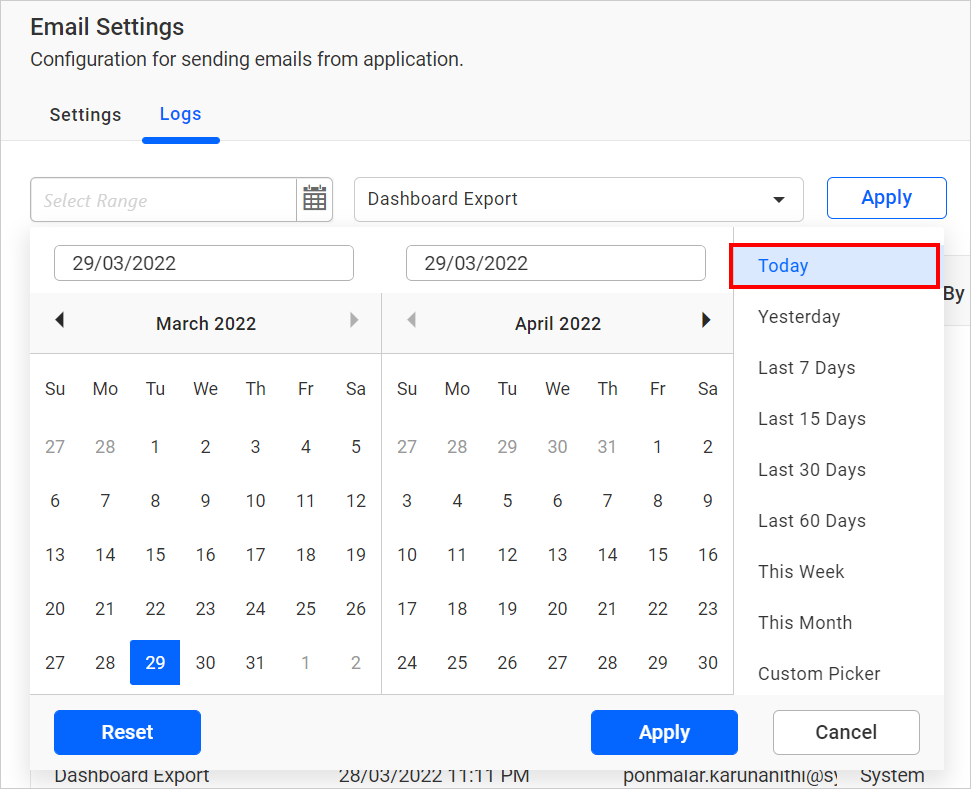 Email Settings
Configuration for sending emails from application.
Settings Logs
Select Range Dashboard Export Apply
29/03/2022 29/03/2022
March 2022 April 2022
Su Mo Tu We Th Fr Sa Su Mo Tu We Th Fr Sa
27 28 1 2 3 4 5 27 28 29 30 31 1 2
6 7 8 9 10 11 12 3 4 5 6 7 8 9
13 14 15 16 17 18 19 10 11 12 13 14 15 16
20 21 22 23 24 25 26 17 18 19 20 21 22 23
27 28 29 30 31 1 2 24 25 26 27 28 29 30
Today
Yesterday
Last 7 Days
Last 15 Days
Last 30 Days
Last 60 Days
This Week
This Month
Custom Picker
By
Reset Apply Cancel
Dashboard Export 28/03/2022 11:11 PM ponmalar.karunanithi@sy System